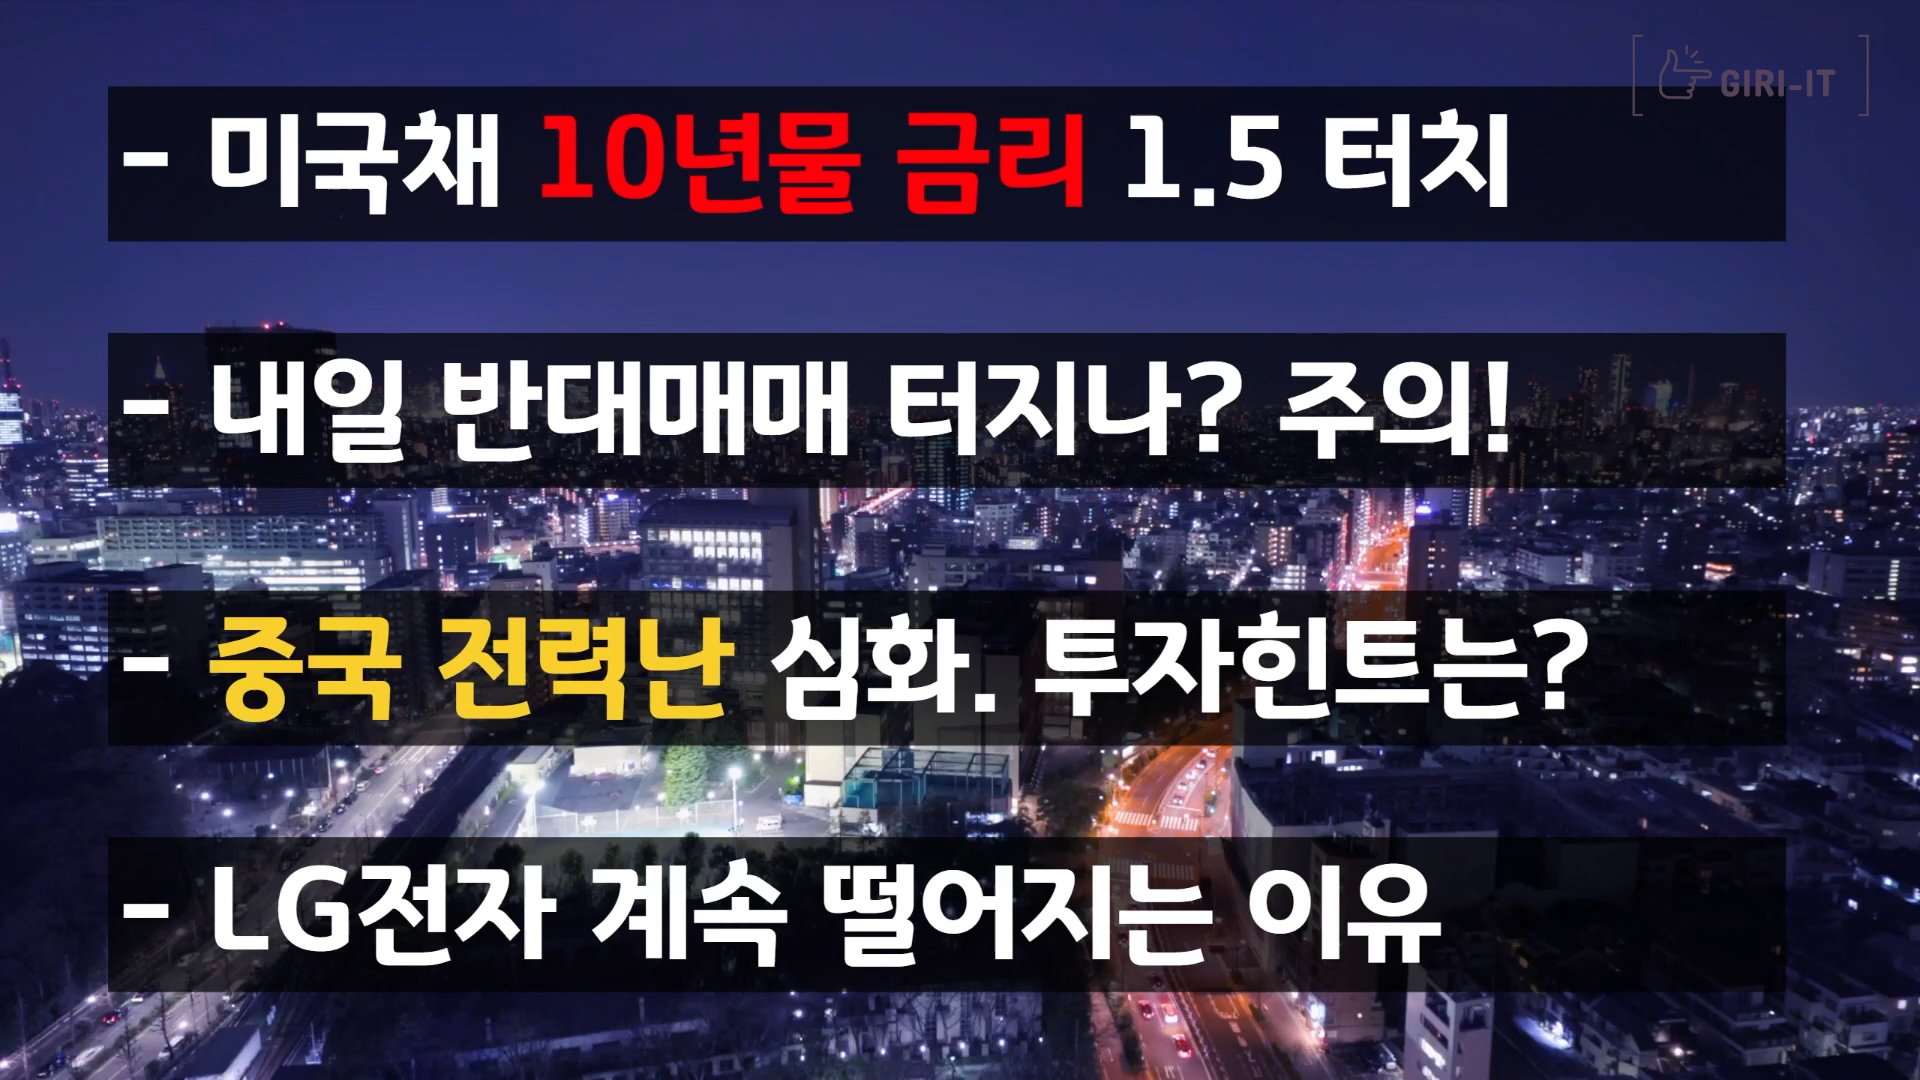 GIRI-IT
- 미국채 10년물 금리 1.5 터치
- 내일 반대매매 터지나? 주의!
- 중국 전력난 심화. 투자힌트는?
- LG전자 계속 떨어지는 이유